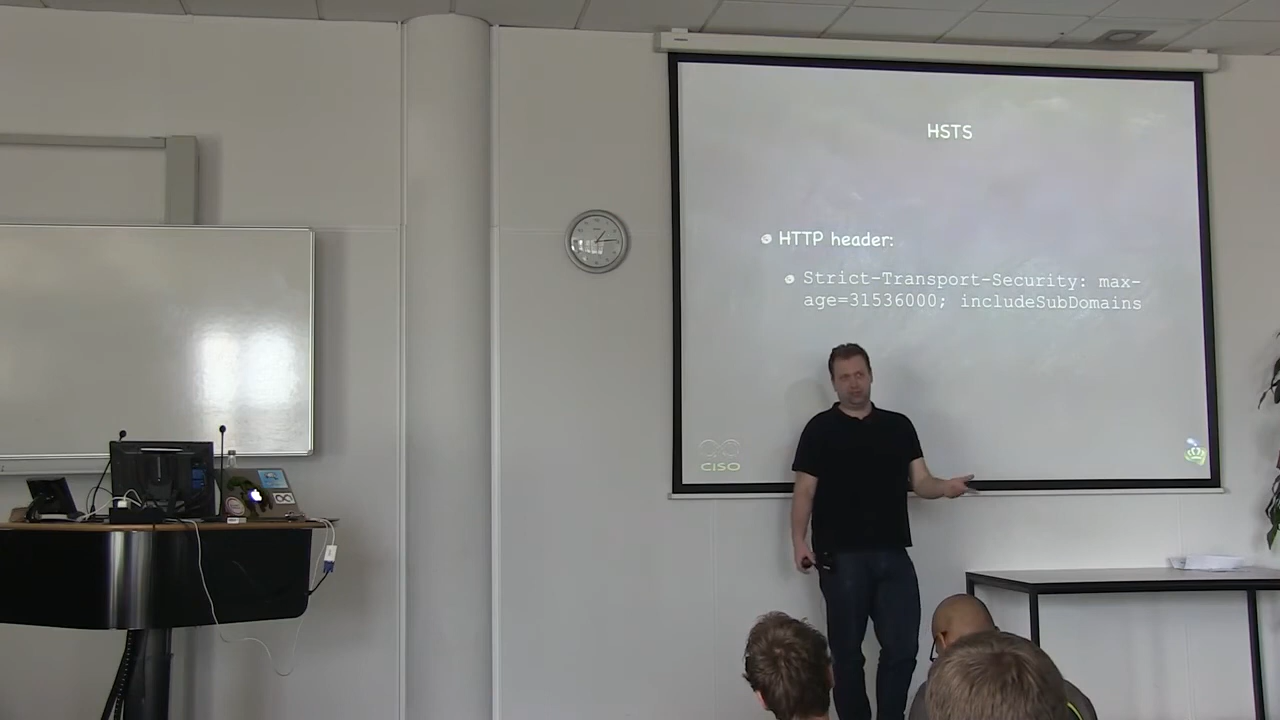 HSTS
HTTP header:
Strict-Transport-Security: max-
age=31536000; includeSubDomains
CISO